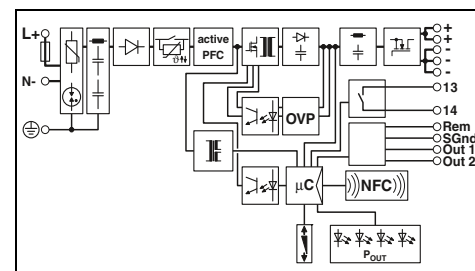 L+
active
PFC
+
+
-
-
-
N-
13
14
OVP
ϑ
Rem
SGnd
Out 1
Out 2
μC
NFC
POUT